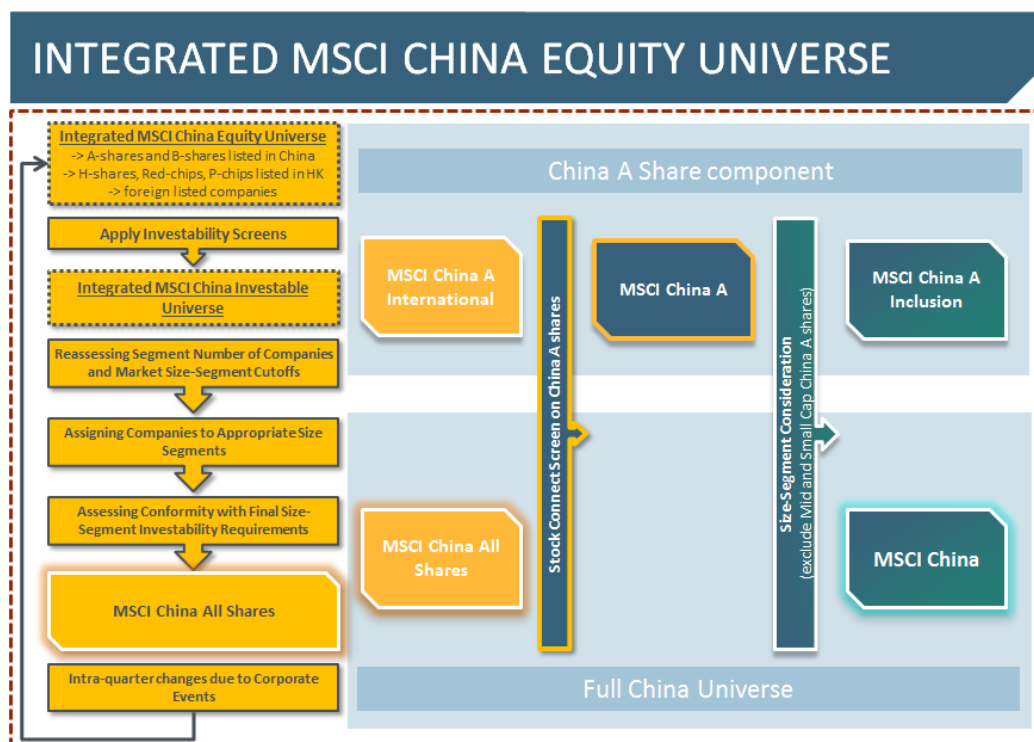 INTEGRATED MSCI CHINA EQUITY UNIVERSE
Integrated MSCI China Equity Universe
-> A-shares and B-shares listed in China
-> H-shares, Red-chips, P-chips listed in HK
-> foreign listed companies
Apply Investability Screens
Integrated MSCI China Investable
Universe
Reassessing Segment Number of Companies
and Market Size-Segment Cutoffs
Assigning Companies to Appropriate Size
Segments
Assessing Conformity with Final Size-
Segment Investability Requirements
MSCI China All Shares
Intra-quarter changes due to Corporate
Events
China A Share component
MSCI China A
International
Stock Connect Screen on China A shares
MSCI China A
Size-Segment Consideration
(exclude Mid and Small Cap China A shares)
MSCI China A
Inclusion
MSCI China All
Shares
MSCI China
Full China Universe